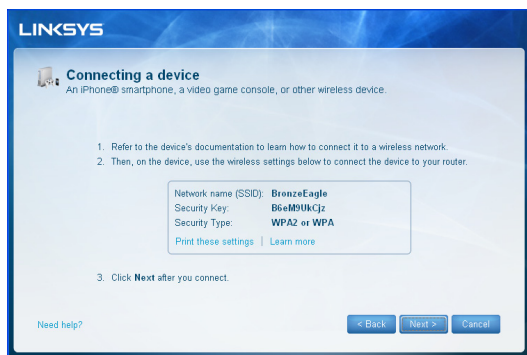 LINKSYS
Connecting a device
An iPhone® smartphone, a video game console, or other wireless device.
1. Refer to the device's documentation to learn how to connect it to a wireless network.
2. Then, on the device, use the wireless settings below to connect the device to your router.
Network name (SSID): BronzeEagle
Security Key: B6eM9UkCjz
Security Type: WPA2 or WPA
Print these settings | Learn more
3. Click Next after you connect.
Need help? < Back Next > Cancel